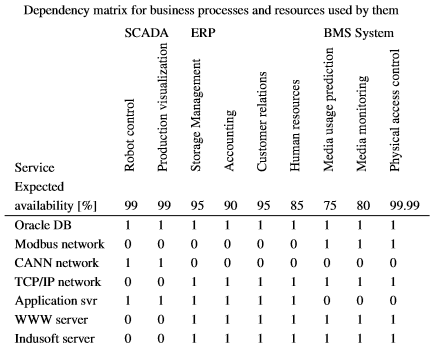 Dependency matrix for business processes and resources used by them
SCADA ERP BMS System
Robot control
Production visualization
Storage Management
Accounting
Customer relations
Human resources
Media usage prediction
Media monitoring
Physical access control
Service
Expected
availability [%] 99 99 95 90 95 85 75 80 99.99
Oracle DB 1 1 1 1 1 1 1 1 1
Modbus network 0 0 0 0 0 0 1 1 1
CANN network 1 1 0 0 0 0 0 0 0
TCP/IP network 0 0 1 1 1 1 1 1 1
Application svr 1 1 1 1 1 1 0 0 0
WWW server 0 0 1 1 1 1 1 1 1
Indusoft server 0 0 1 1 1 1 1 1 1